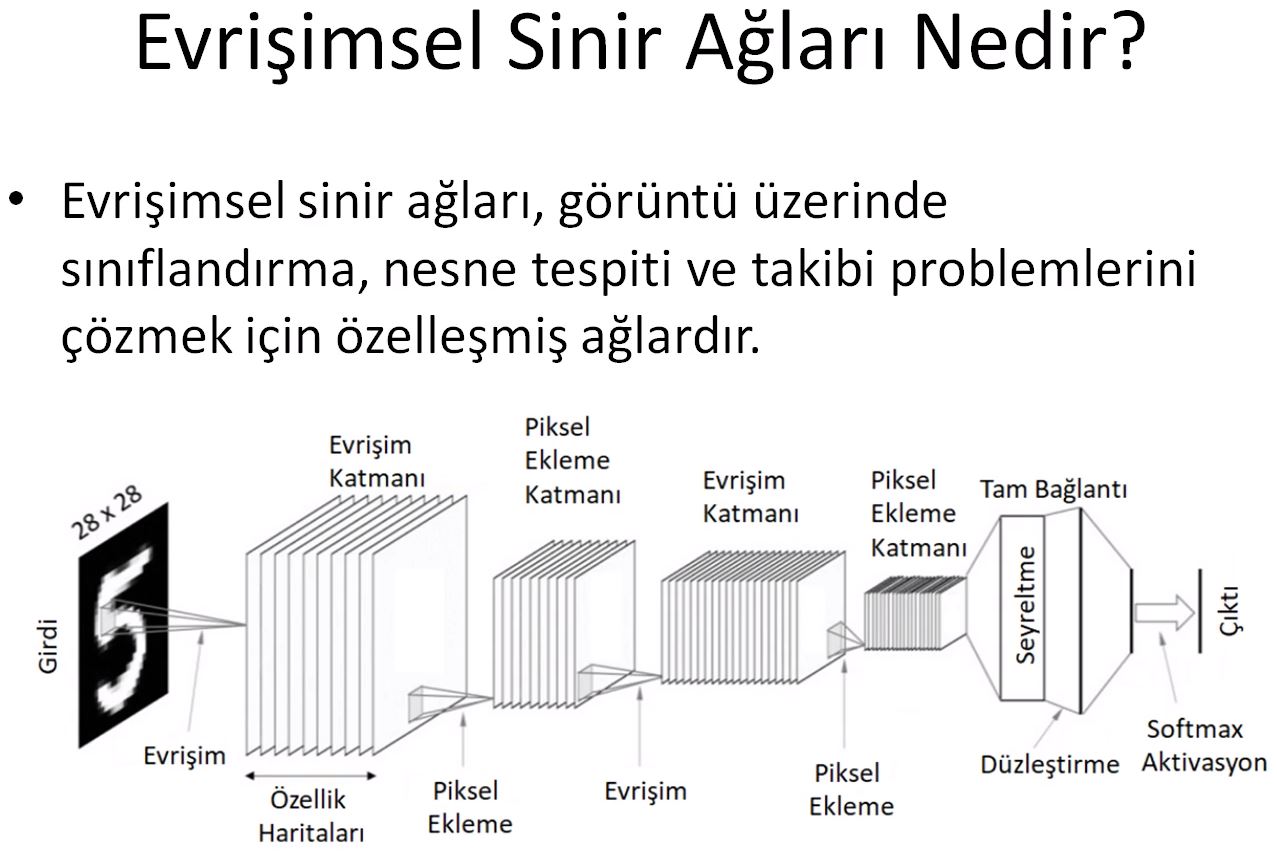 Evrişimsel Sinir Ağları Nedir?
• Evrişimsel sinir ağları, görüntü üzerinde
sınıflandırma, nesne tespiti ve takibi problemlerini
çözmek için özelleşmiş ağlardır.
28 x 28
Girdi
Evrişim
Evrişim
Katmanı
Özellik
Haritaları
Piksel
Ekleme
Piksel
Ekleme
Katmanı
Evrişim
Evrişim
Katmanı
Piksel
Ekleme
Piksel
Ekleme
Katmanı
Tam Bağlantı
Seyreltme
Düzleştirme
Softmax
Aktivasyon
Çıktı